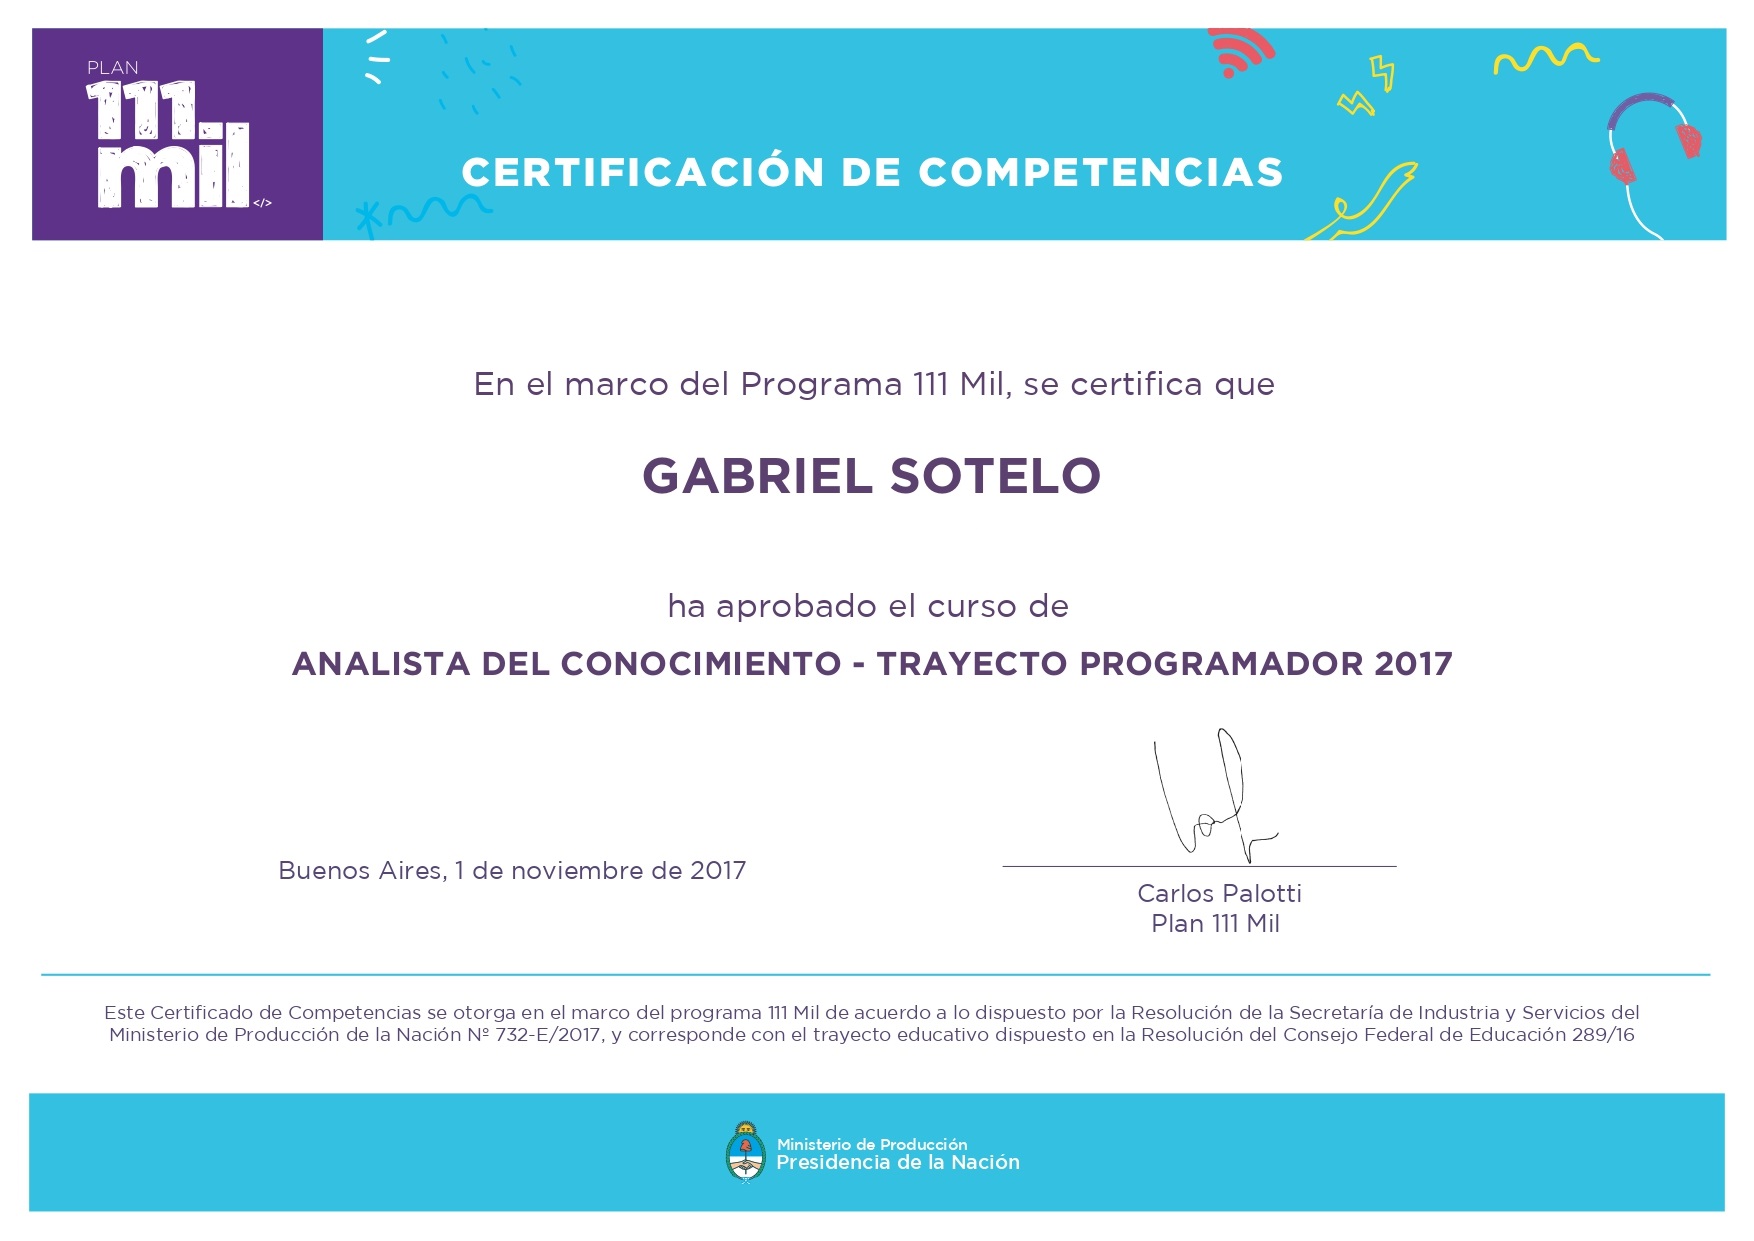 PLAN
111
mil
</>
CERTIFICACIÓN DE COMPETENCIAS
En el marco del Programa 111 Mil, se certifica que
GABRIEL SOTELO
ha aprobado el curso de
ANALISTA DEL CONOCIMIENTO - TRAYECTO PROGRAMADOR 2017
Buenos Aires, 1 de noviembre de 2017
Carlos Palotti
Plan 111 Mil
Este Certificado de Competencias se otorga en el marco del programa 111 Mil de acuerdo a lo dispuesto por la Resolución de la Secretaría de Industria y Servicios del
Ministerio de Producción de la Nación Nº 732-E/2017, y corresponde con el trayecto educativo dispuesto en la Resolución del Consejo Federal de Educación 289/16
Ministerio de Producción
Presidencia de la Nación